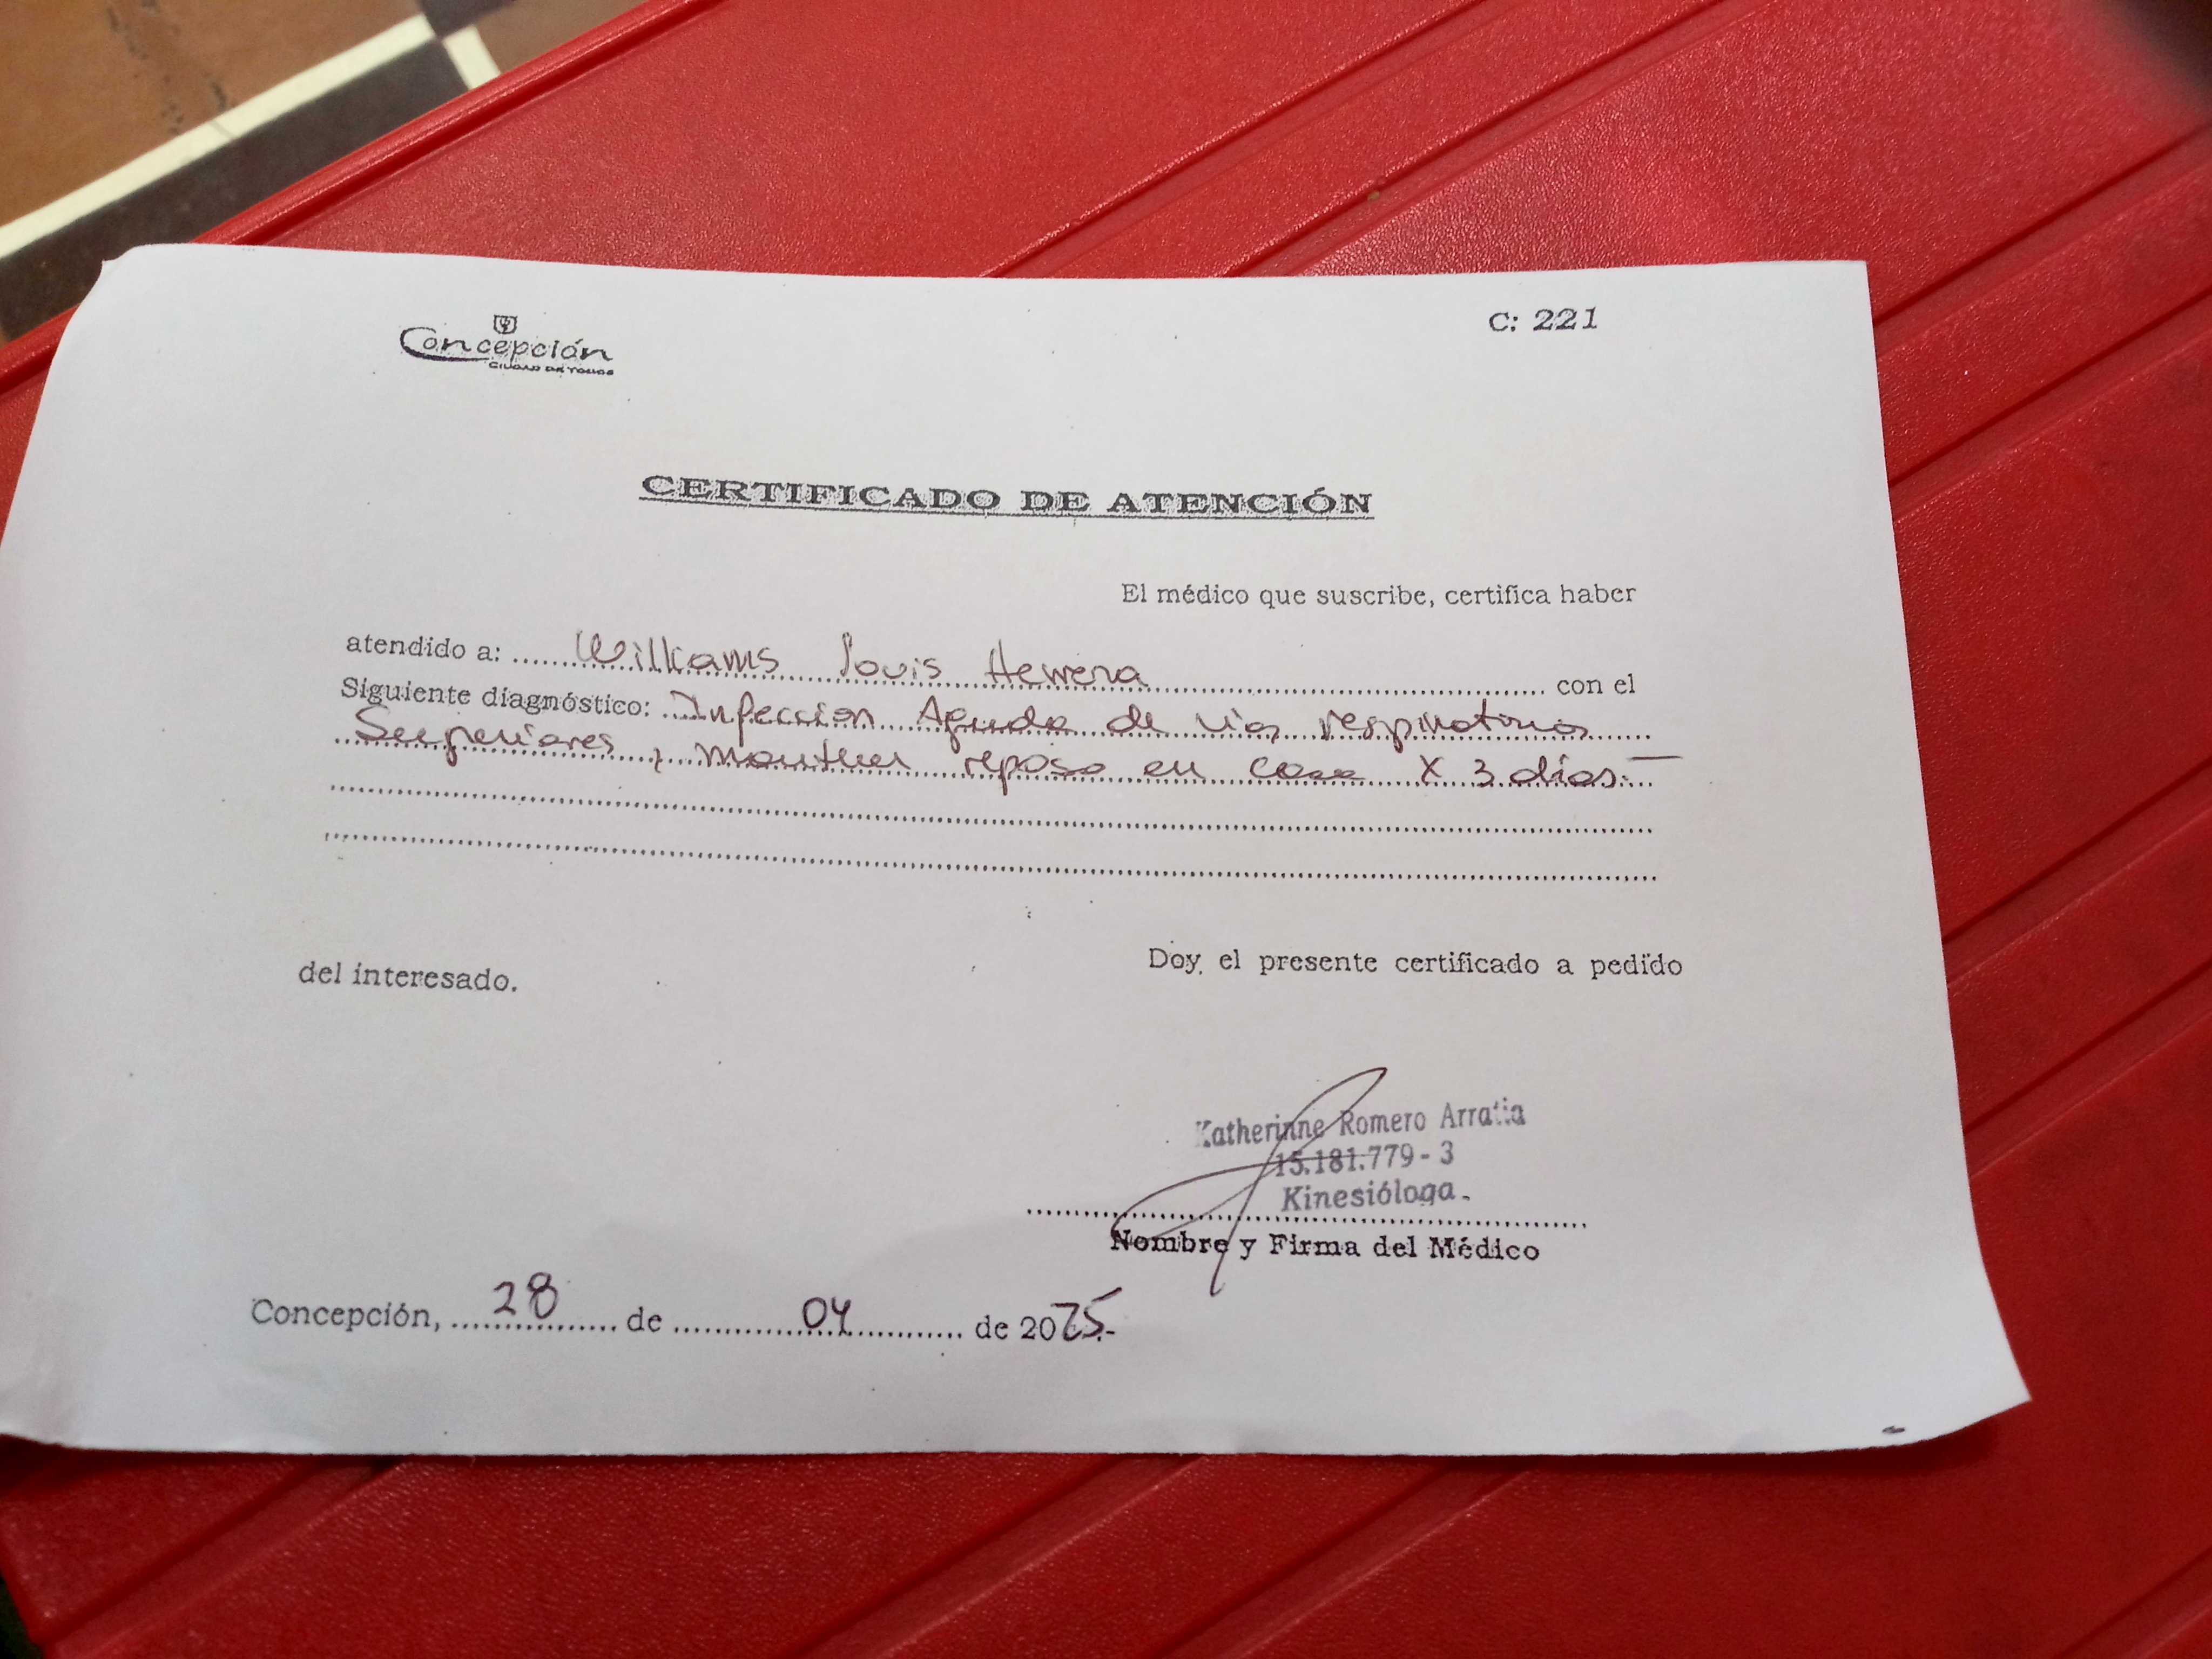 Concepción
C: 221
CERTIFICADO DE ATENCIÓN
El médico que suscribe, certifica haber
atendido a: Williams Louis Herrera con el
Siguiente diagnóstico: Infeccion Aguda de vias respiratorias
Superiores, mantener reposo en casa X 3 días.
Doy el presente certificado a pedido
del interesado.
Katherinne Romero Arratia
15.181.779-3
Kinesióloga.
Nombre y Firma del Médico
Concepción, 28 de 04 de 2025.-